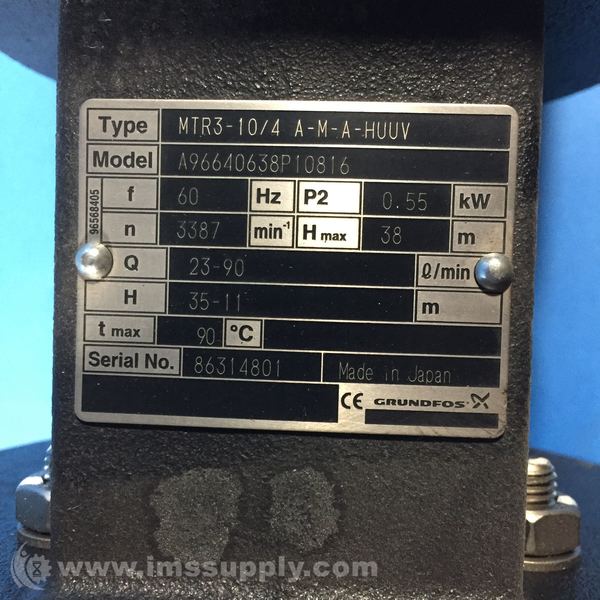 Type MTR3-10/4 A-M-A-HUUV
Model A96640638P10816
96568405
f 60 Hz P2 0.55 kW
n 3387 min-1 H max 38 m
Q 23-90 ℓ/min
H 35-11 m
t max 90 °C
Serial No. 86314801 Made in Japan
CE GRUNDFOS
www.imssupply.com